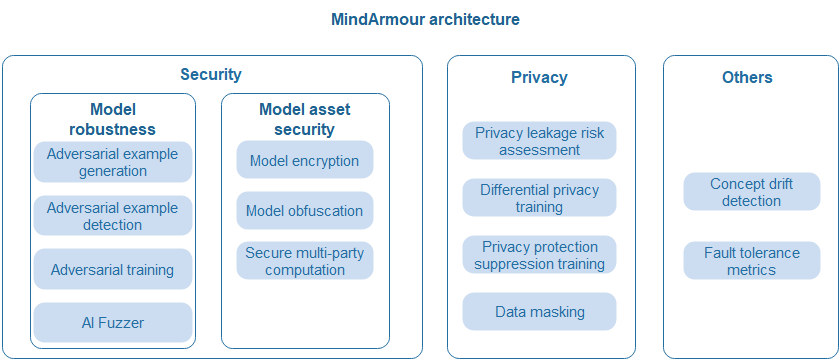 MindArmour architecture
Security
Model
robustness
Adversarial example
generation
Adversarial example
detection
Adversarial training
AI Fuzzer
Model asset
security
Model encryption
Model obfuscation
Secure multi-party
computation
Privacy
Privacy leakage risk
assessment
Differential privacy
training
Privacy protection
suppression training
Data masking
Others
Concept drift
detection
Fault tolerance
metrics